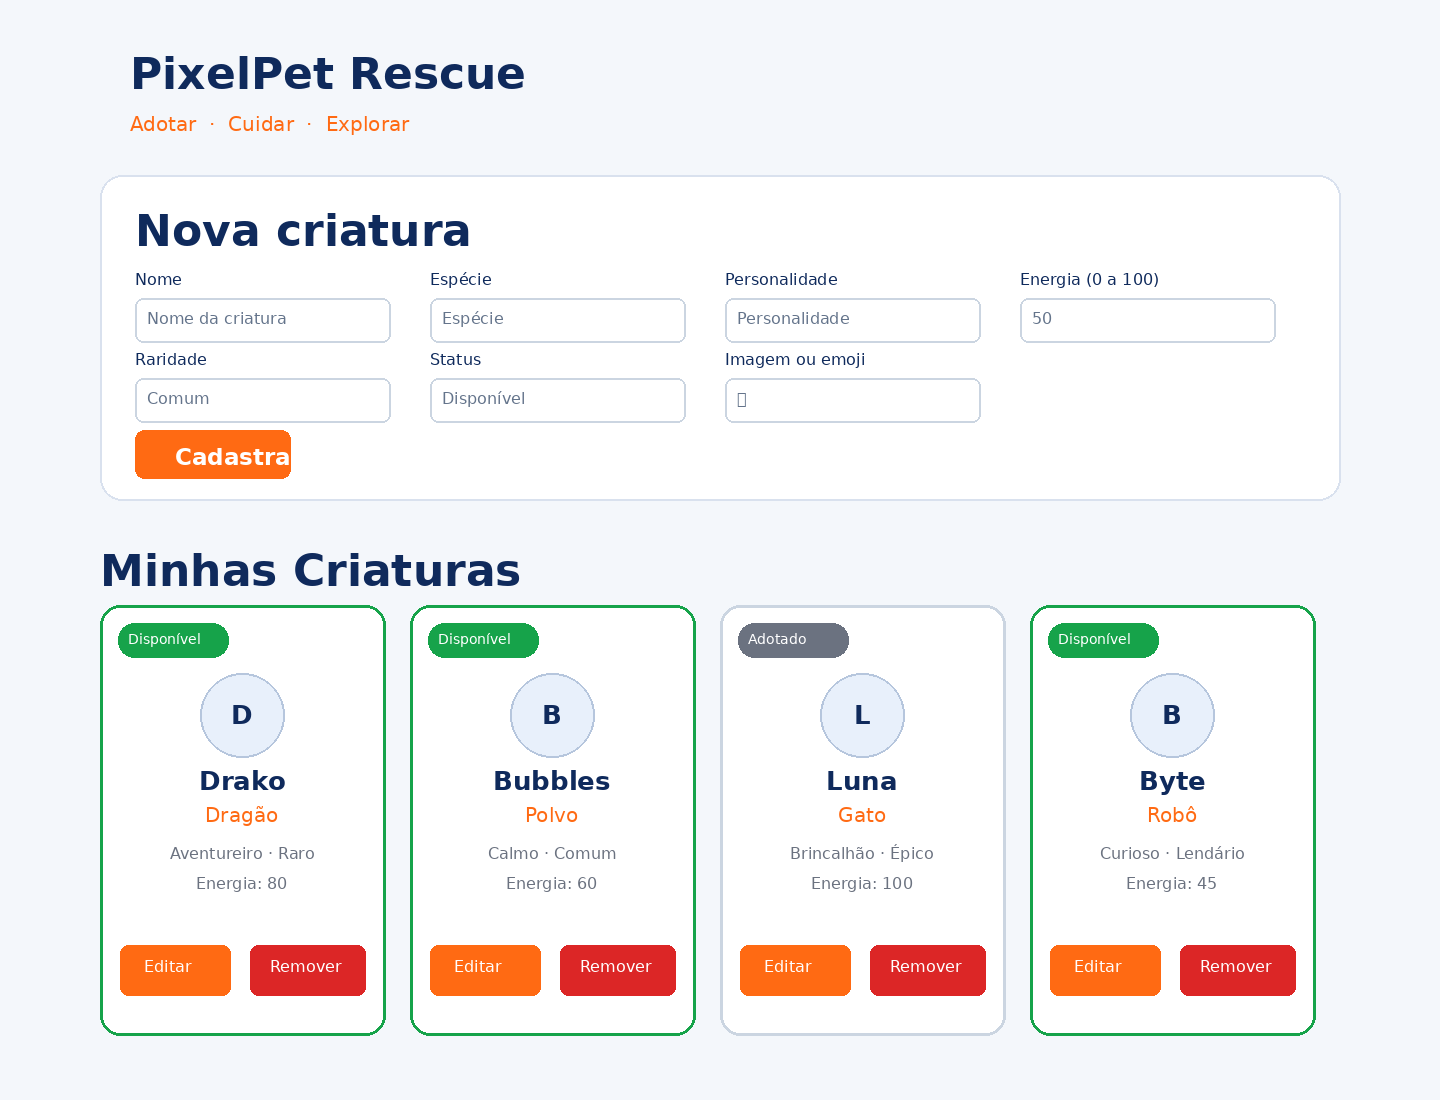 PixelPet Rescue
Adotar · Cuidar · Explorar
Nova criatura
Nome Espécie Personalidade Energia (0 a 100)
Nome da criatura Espécie Personalidade 50
Raridade Status Imagem ou emoji
Comum Disponível
Cadastra
Minhas Criaturas
Disponível Disponível Adotado Disponível
D B L B
Drako Bubbles Luna Byte
Dragão Polvo Gato Robô
Aventureiro · Raro Calmo · Comum Brincalhão · Épico Curioso · Lendário
Energia: 80 Energia: 60 Energia: 100 Energia: 45
Editar Remover Editar Remover Editar Remover Editar Remover